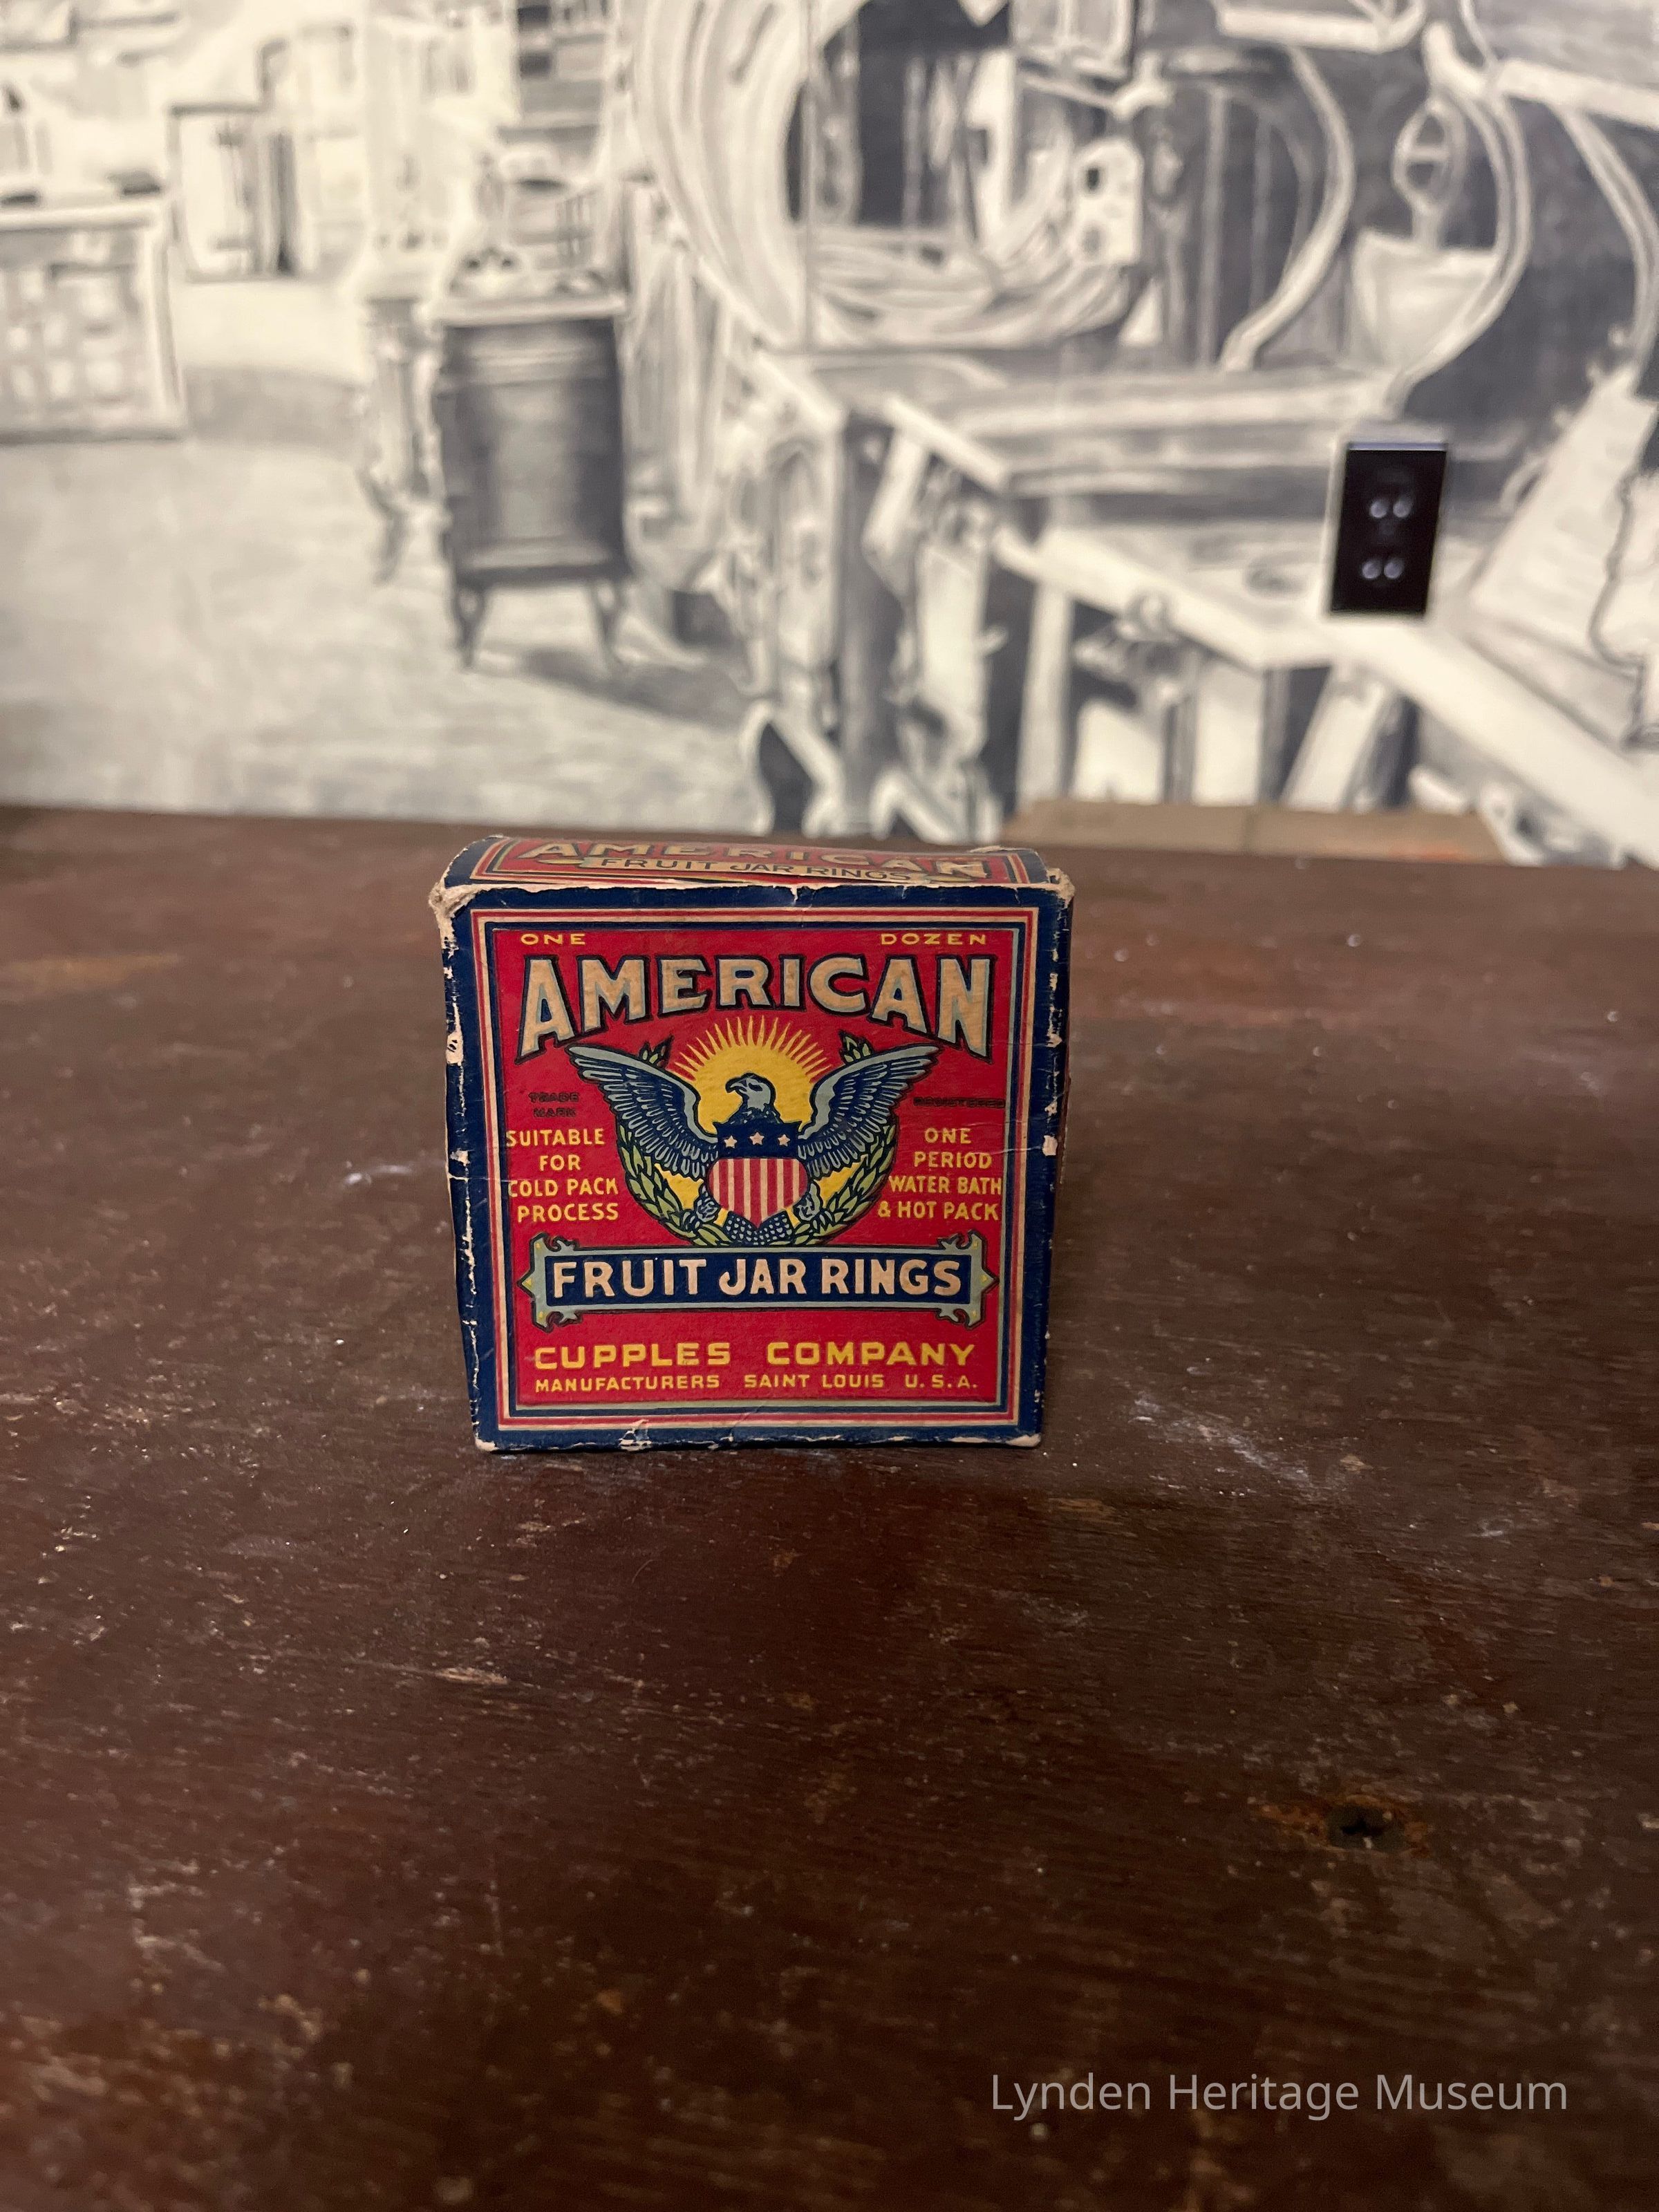 AMERICAN
FRUIT JAR RINGS
ONE DOZEN
AMERICAN
TRADE
MARK
REGISTERED
SUITABLE
FOR
COLD PACK
PROCESS
ONE
PERIOD
WATER BATH
& HOT PACK
FRUIT JAR RINGS
CUPPLES COMPANY
MANUFACTURERS SAINT LOUIS U.S.A.
Lynden Heritage Museum